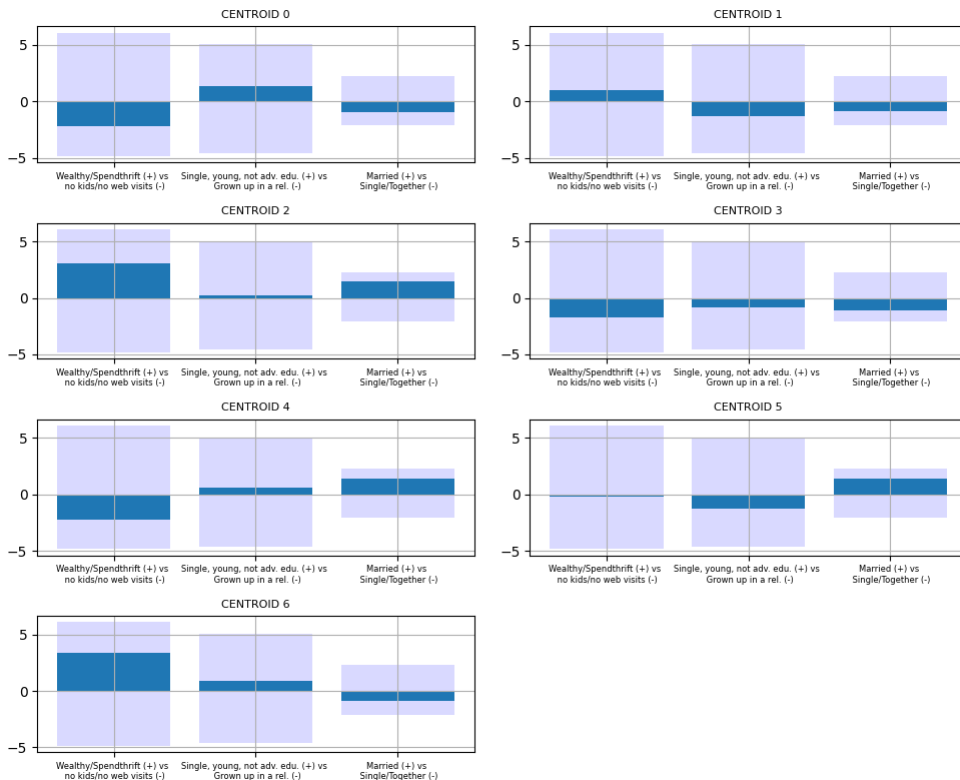 CENTROID 0
5
0
−5
Wealthy/Spendthrift (+) vs
no kids/no web visits (-)
Single, young, not adv. edu. (+) vs
Grown up in a rel. (-)
Married (+) vs
Single/Together (-)
CENTROID 1
5
0
−5
Wealthy/Spendthrift (+) vs
no kids/no web visits (-)
Single, young, not adv. edu. (+) vs
Grown up in a rel. (-)
Married (+) vs
Single/Together (-)
CENTROID 2
5
0
−5
Wealthy/Spendthrift (+) vs
no kids/no web visits (-)
Single, young, not adv. edu. (+) vs
Grown up in a rel. (-)
Married (+) vs
Single/Together (-)
CENTROID 3
5
0
−5
Wealthy/Spendthrift (+) vs
no kids/no web visits (-)
Single, young, not adv. edu. (+) vs
Grown up in a rel. (-)
Married (+) vs
Single/Together (-)
CENTROID 4
5
0
−5
Wealthy/Spendthrift (+) vs
no kids/no web visits (-)
Single, young, not adv. edu. (+) vs
Grown up in a rel. (-)
Married (+) vs
Single/Together (-)
CENTROID 5
5
0
−5
Wealthy/Spendthrift (+) vs
no kids/no web visits (-)
Single, young, not adv. edu. (+) vs
Grown up in a rel. (-)
Married (+) vs
Single/Together (-)
CENTROID 6
5
0
−5
Wealthy/Spendthrift (+) vs
no kids/no web visits (-)
Single, young, not adv. edu. (+) vs
Grown up in a rel. (-)
Married (+) vs
Single/Together (-)